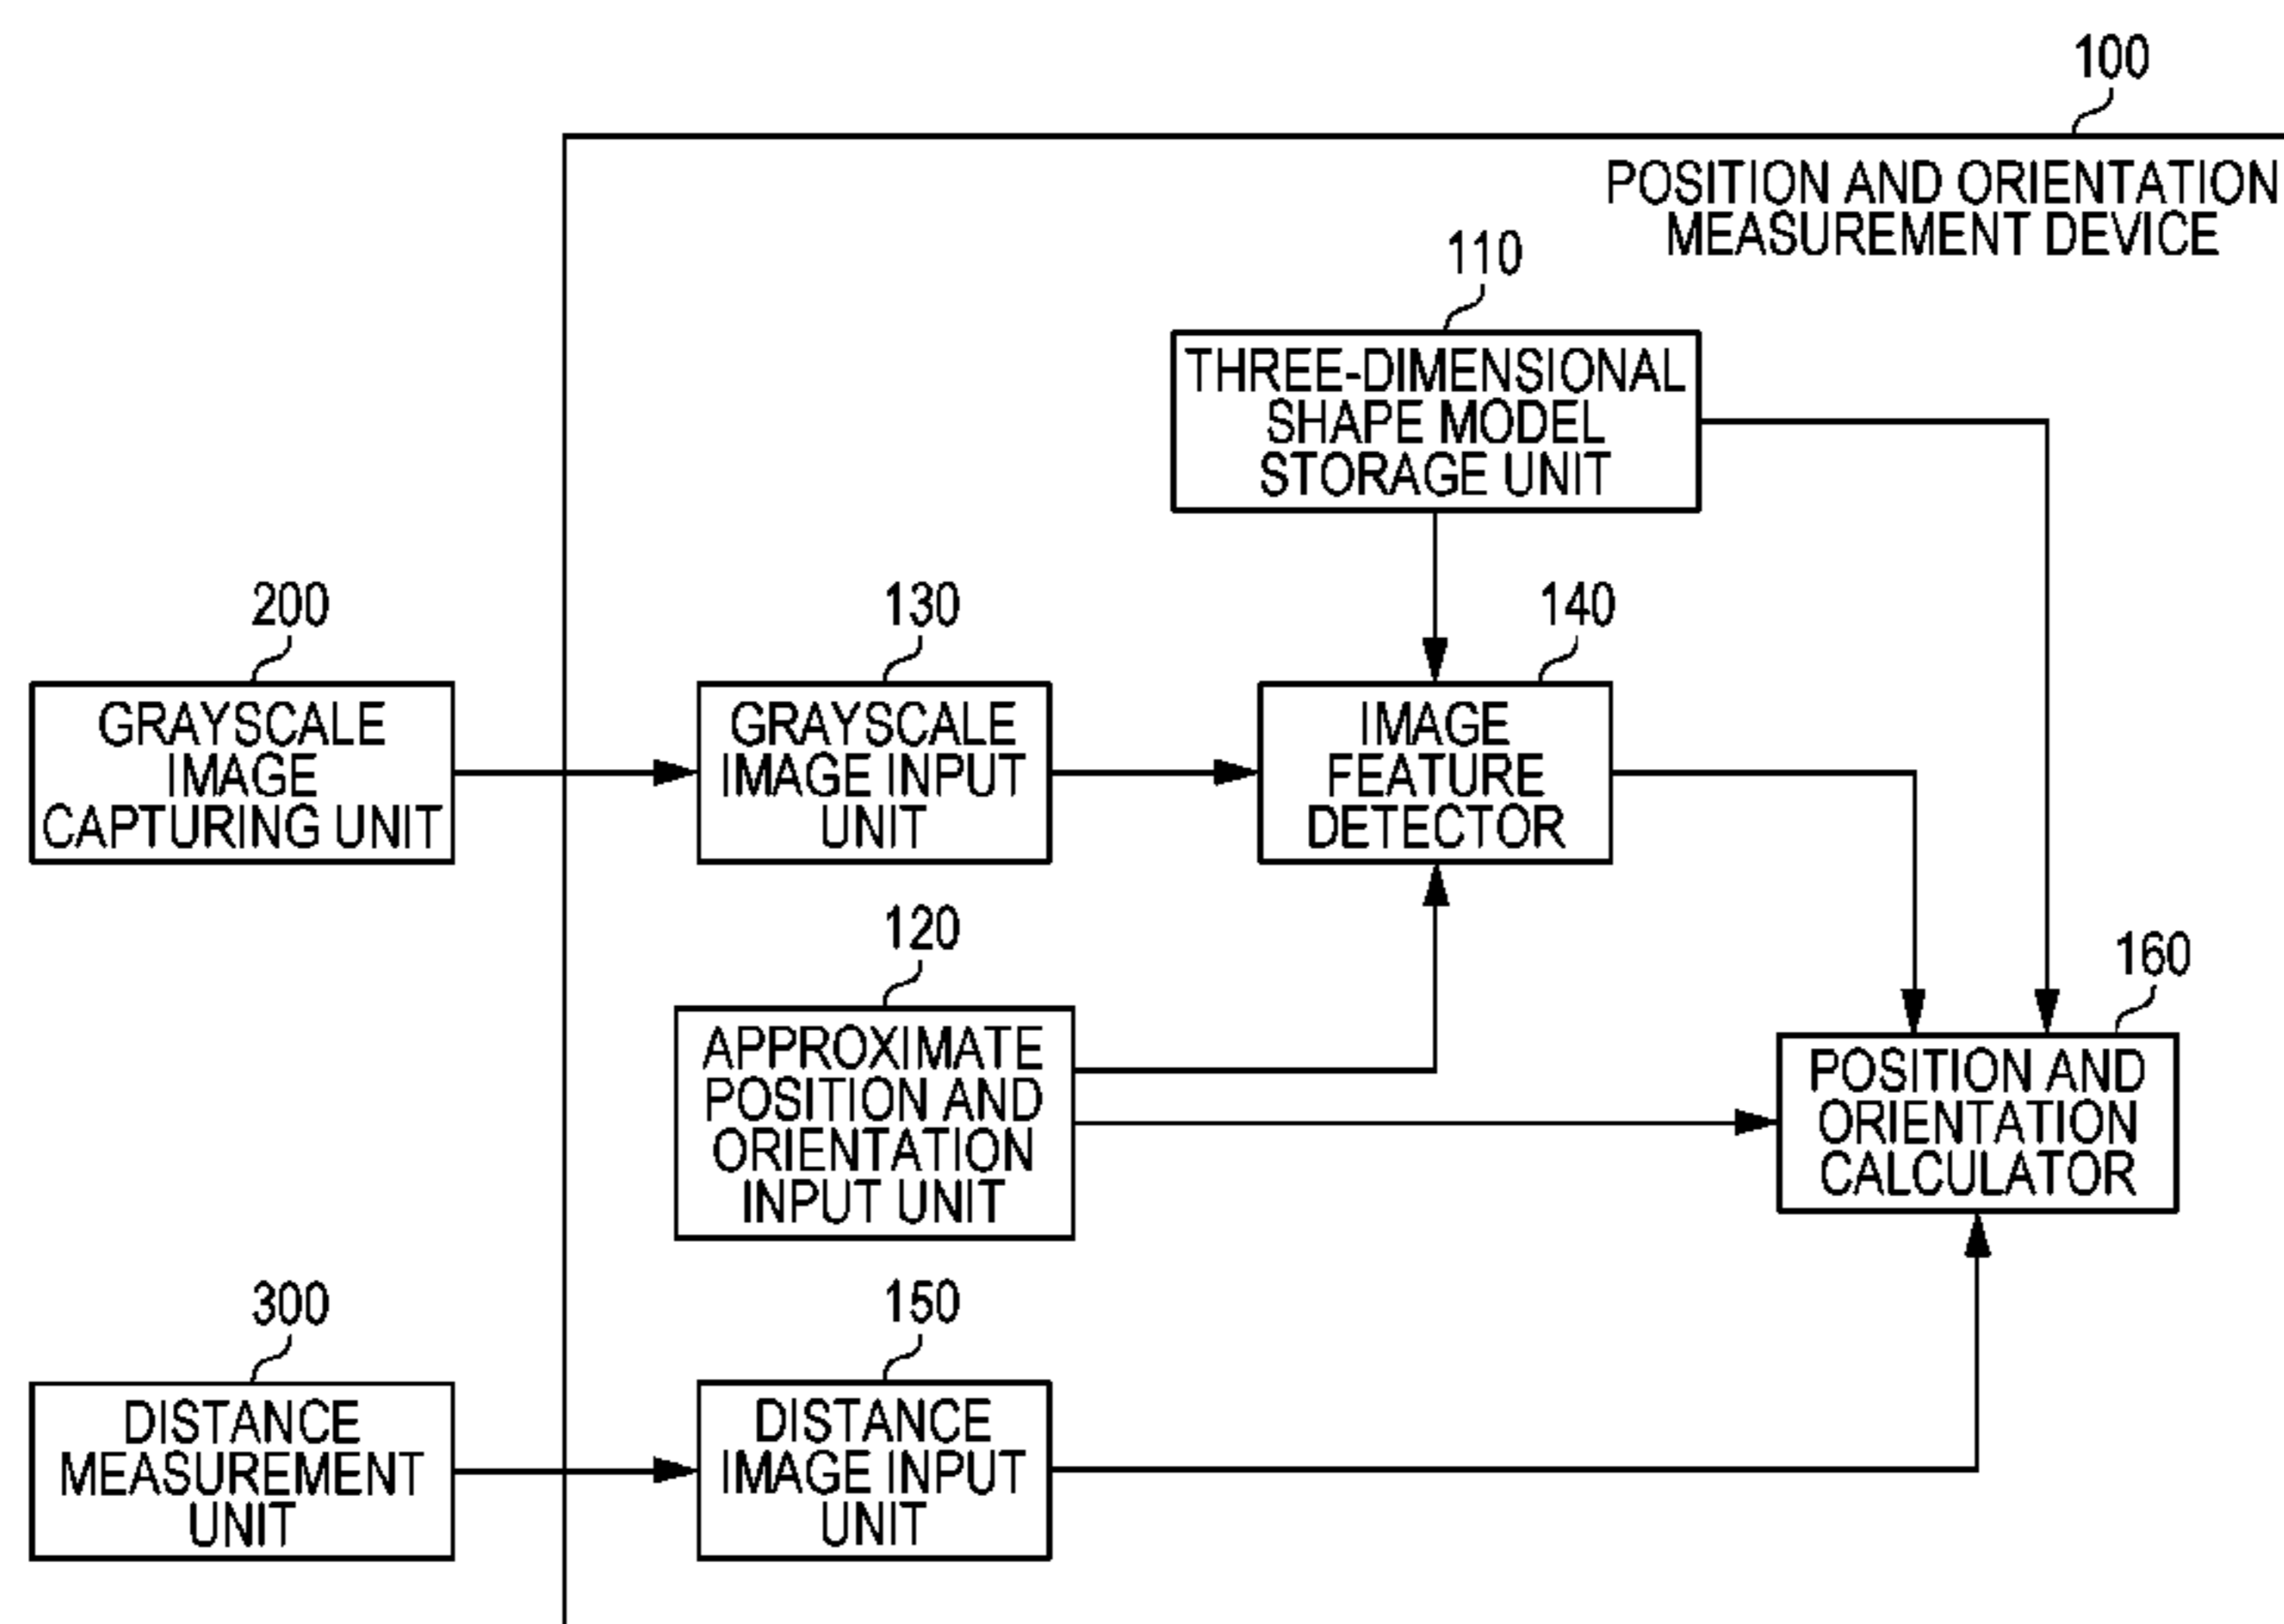 100
POSITION AND ORIENTATION
MEASUREMENT DEVICE
110
THREE-DIMENSIONAL
SHAPE MODEL
STORAGE UNIT
200
GRAYSCALE
IMAGE
CAPTURING UNIT
130
GRAYSCALE
IMAGE INPUT
UNIT
140
IMAGE
FEATURE
DETECTOR
120
APPROXIMATE
POSITION AND
ORIENTATION
INPUT UNIT
160
POSITION AND
ORIENTATION
CALCULATOR
300
DISTANCE
MEASUREMENT
UNIT
150
DISTANCE
IMAGE INPUT
UNIT